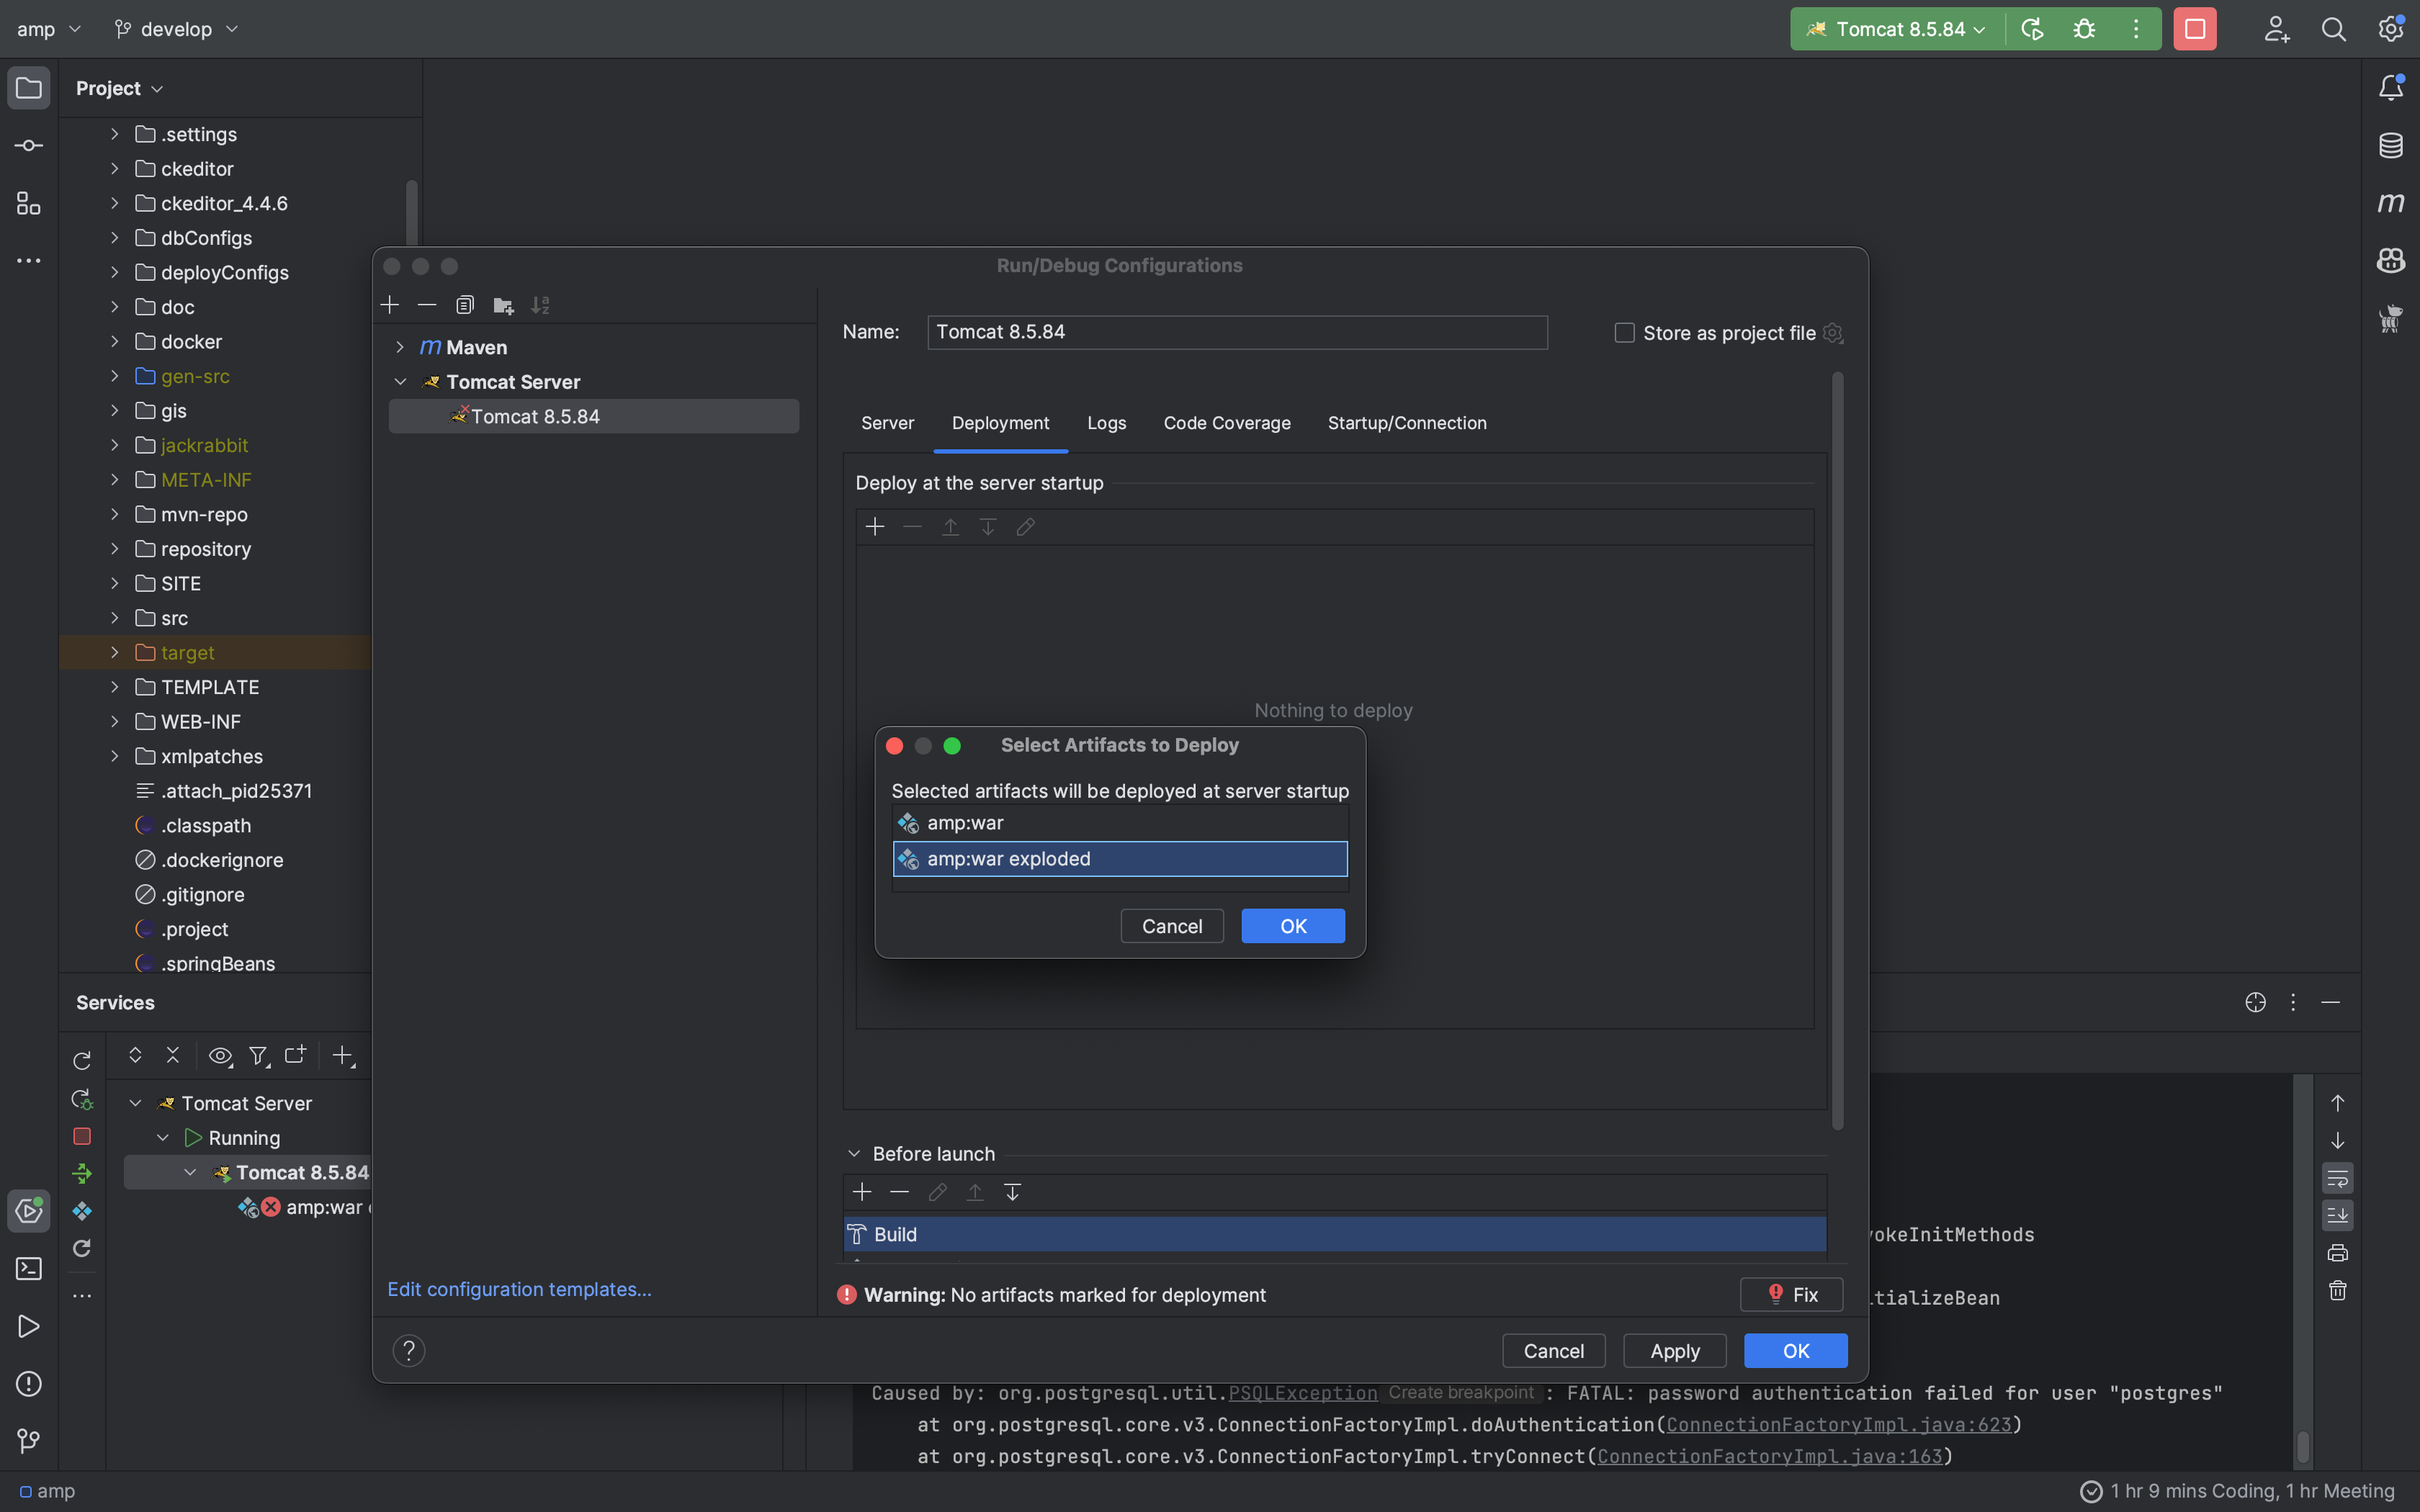 amp
develop
Tomcat 8.5.84
Project
.settings
ckeditor
ckeditor_4.4.6
dbConfigs
deployConfigs
doc
docker
gen-src
gis
jackrabbit
META-INF
mvn-repo
repository
SITE
src
target
TEMPLATE
WEB-INF
xmlpatches
.attach_pid25371
.classpath
.dockerignore
.gitignore
.project
.springBeans
Run/Debug Configurations
Maven
Tomcat Server
Tomcat 8.5.84
Edit configuration templates...
Name: Tomcat 8.5.84
Store as project file
Server Deployment Logs Code Coverage Startup/Connection
Deploy at the server startup
Nothing to deploy
Select Artifacts to Deploy
Selected artifacts will be deployed at server startup
amp:war
amp:war exploded
Cancel OK
Before launch
Build
Warning: No artifacts marked for deployment
Fix
Cancel Apply OK
Services
Tomcat Server
Running
Tomcat 8.5.84
amp:war
okeInitMethods
tializeBean
Caused by: org.postgresql.util.PSQLException Create breakpoint : FATAL: password authentication failed for user "postgres"
at org.postgresql.core.v3.ConnectionFactoryImpl.doAuthentication(ConnectionFactoryImpl.java:623)
at org.postgresql.core.v3.ConnectionFactoryImpl.tryConnect(ConnectionFactoryImpl.java:163)
amp
1 hr 9 mins Coding, 1 hr Meeting